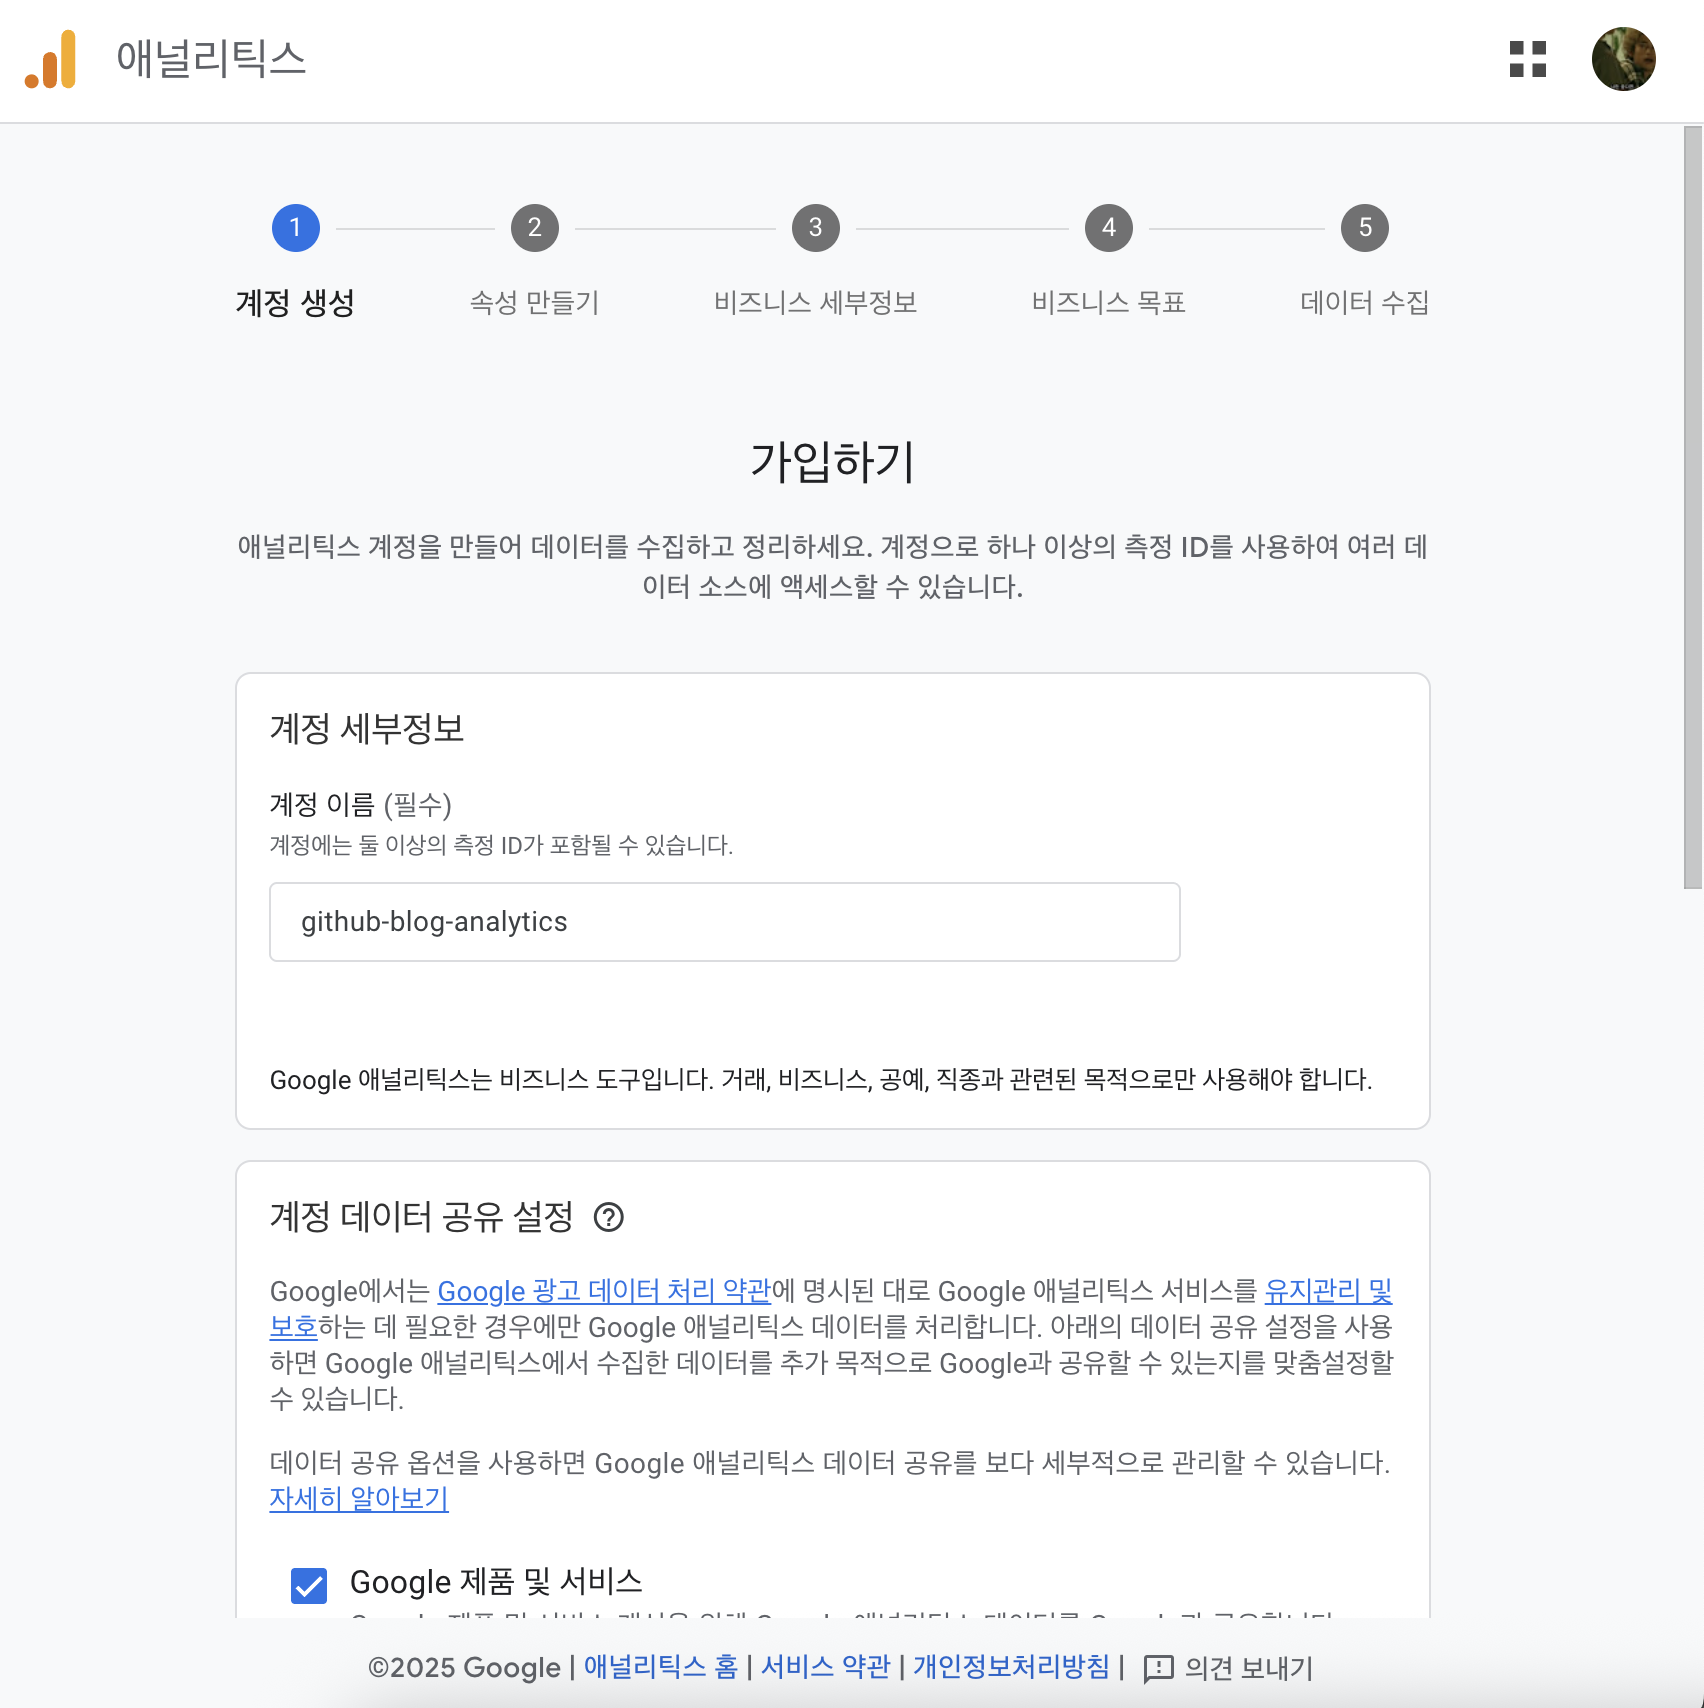 애널리틱스
1
2
3
4
5
계정 생성
속성 만들기
비즈니스 세부정보
비즈니스 목표
데이터 수집
가입하기
애널리틱스 계정을 만들어 데이터를 수집하고 정리하세요. 계정으로 하나 이상의 측정 ID를 사용하여 여러 데
이터 소스에 액세스할 수 있습니다.
계정 세부정보
계정 이름 (필수)
계정에는 둘 이상의 측정 ID가 포함될 수 있습니다.
github-blog-analytics
Google 애널리틱스는 비즈니스 도구입니다. 거래, 비즈니스, 공예, 직종과 관련된 목적으로만 사용해야 합니다.
계정 데이터 공유 설정
Google에서는 Google 광고 데이터 처리 약관에 명시된 대로 Google 애널리틱스 서비스를 유지관리 및
보호하는 데 필요한 경우에만 Google 애널리틱스 데이터를 처리합니다. 아래의 데이터 공유 설정을 사용
하면 Google 애널리틱스에서 수집한 데이터를 추가 목적으로 Google과 공유할 수 있는지를 맞춤설정할
수 있습니다.
데이터 공유 옵션을 사용하면 Google 애널리틱스 데이터 공유를 보다 세부적으로 관리할 수 있습니다.
자세히 알아보기
Google 제품 및 서비스
©2025 Google | 애널리틱스 홈 | 서비스 약관 | 개인정보처리방침 | 의견 보내기